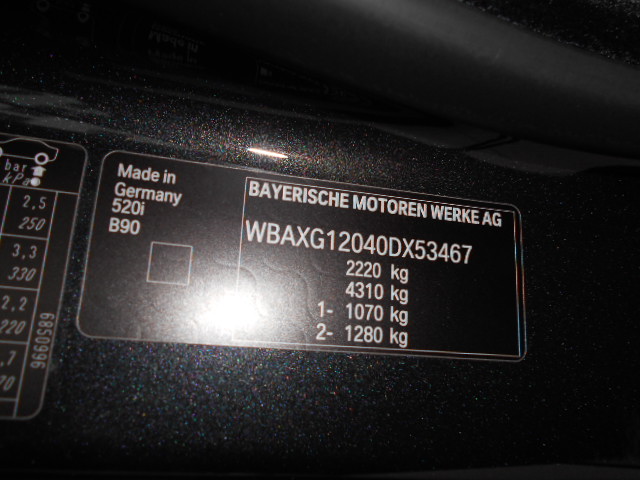 bar
kPa
2,5
250
3,3
330
2,2
220
6850996
Made in
Germany
520i
B90
BAYERISCHE MOTOREN WERKE AG
WBAXG12040DX53467
2220 kg
4310 kg
1- 1070 kg
2- 1280 kg